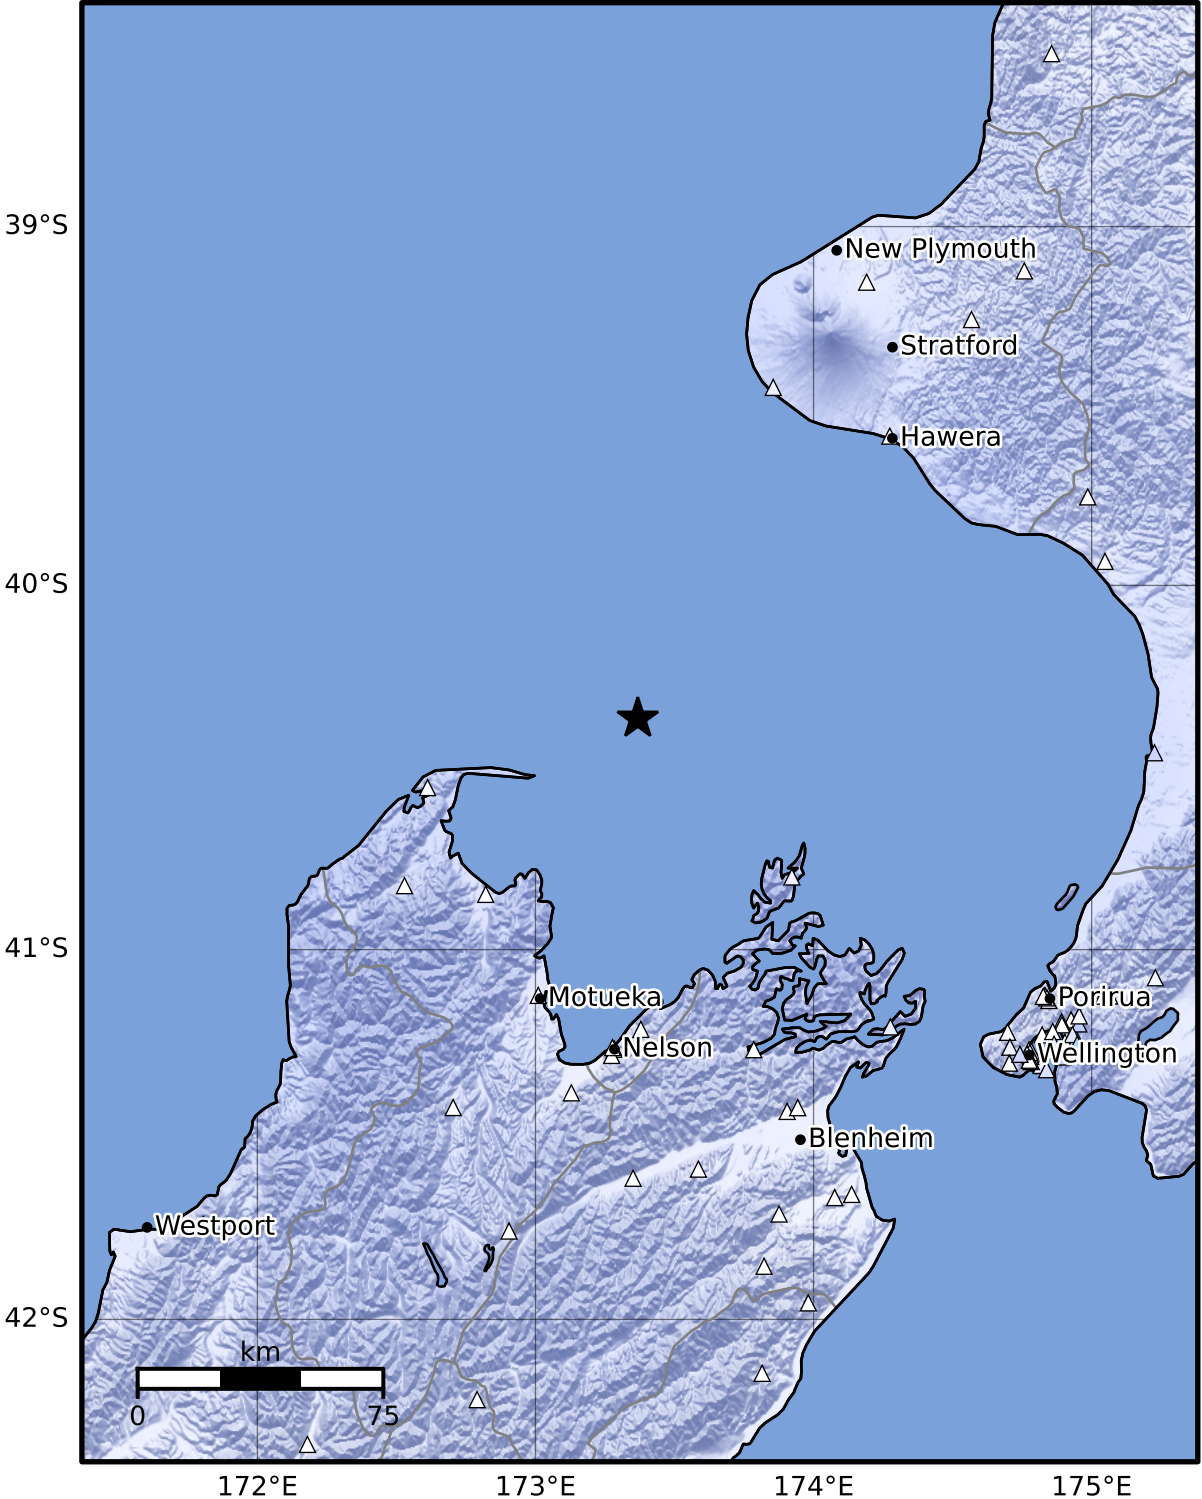 39°S
New Plymouth
Stratford
Hawera
40°S
41°S
Motueka
Porirua
Nelson
Wellington
Blenheim
Westport
42°S
km
0 75
172°E 173°E 174°E 175°E